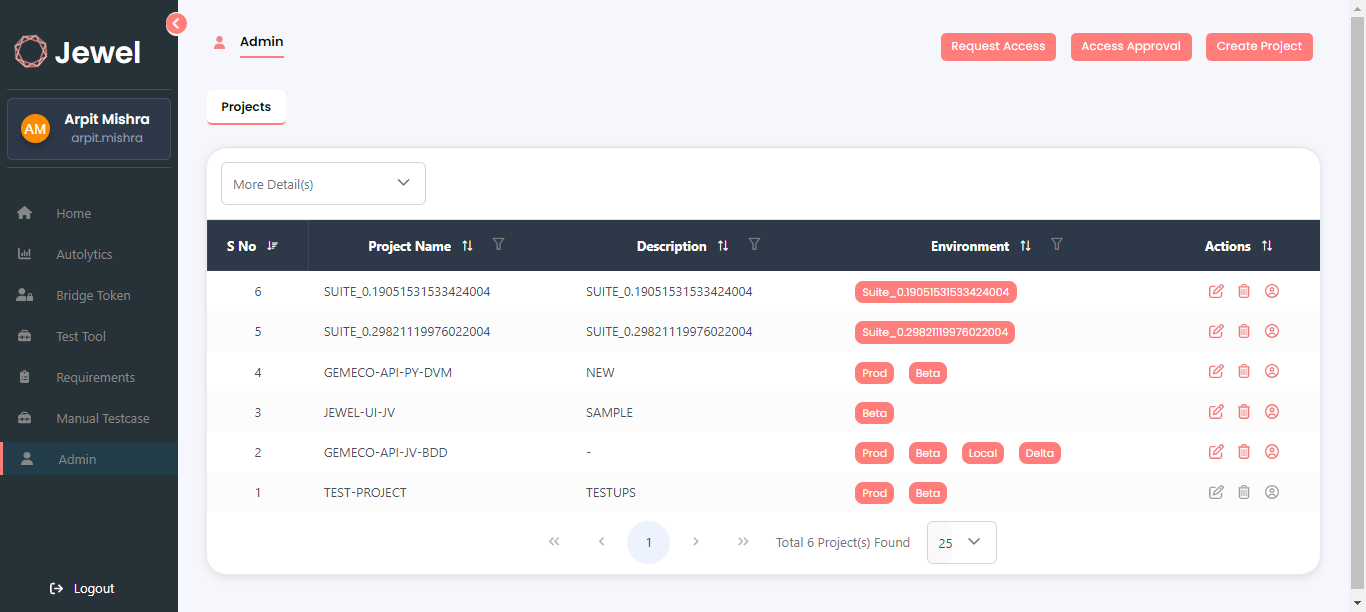 Jewel
AM Arpit Mishra
arpit.mishra
Home
Autolytics
Bridge Token
Test Tool
Requirements
Manual Testcase
Admin
Logout
Admin
Request Access Access Approval Create Project
Projects
More Detail(s)
S No Project Name Description Environment Actions
6 SUITE_0.19051531533424004 SUITE_0.19051531533424004 Suite_0.19051531533424004
5 SUITE_0.29821119976022004 SUITE_0.29821119976022004 Suite_0.29821119976022004
4 GEMECO-API-PY-DVM NEW Prod Beta
3 JEWEL-UI-JV SAMPLE Beta
2 GEMECO-API-JV-BDD - Prod Beta Local Delta
1 TEST-PROJECT TESTUPS Prod Beta
1 Total 6 Project(s) Found 25